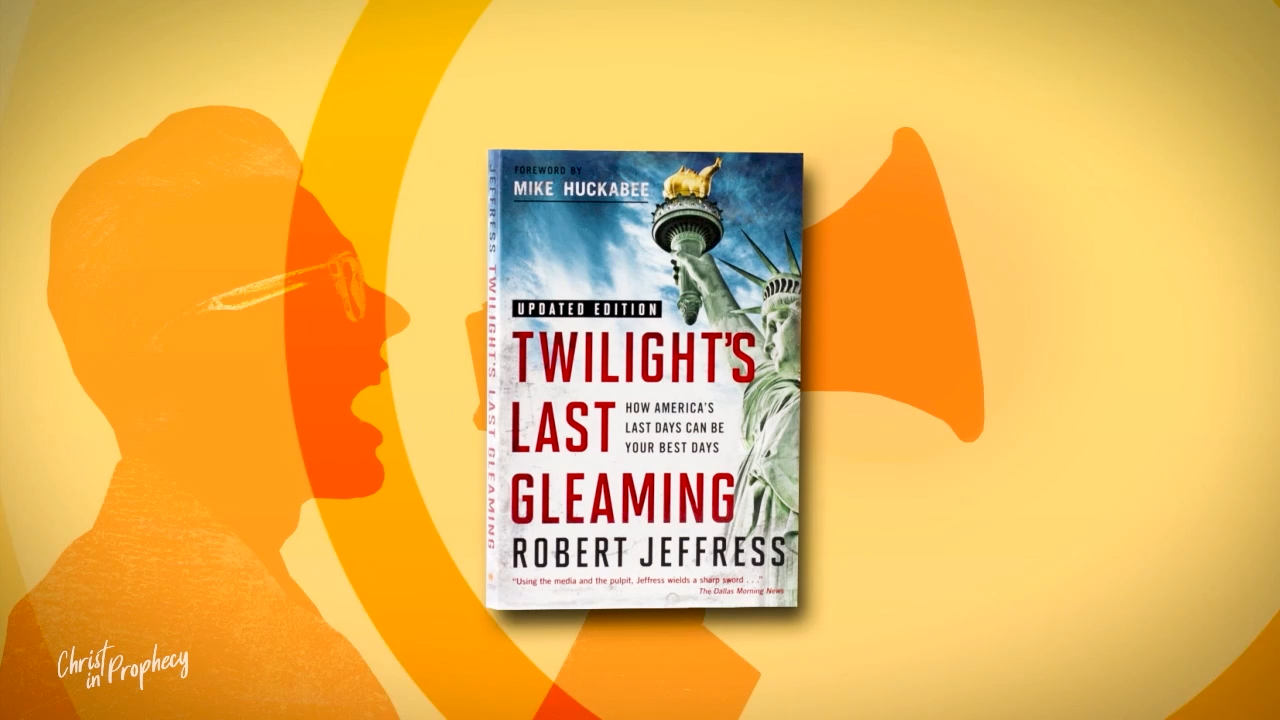 FOREWORD BY
MIKE HUCKABEE
UPDATED EDITION
TWILIGHT'S
LAST
HOW AMERICA'S
LAST DAYS CAN BE
YOUR BEST DAYS
GLEAMING
ROBERT JEFFRESS
"Using the media and the pulpit, Jeffress wields a sharp sword . . ."
The Dallas Morning News
JEFFRESS TWILIGHT'S LAST GLEAMING
Christ
in Prophecy